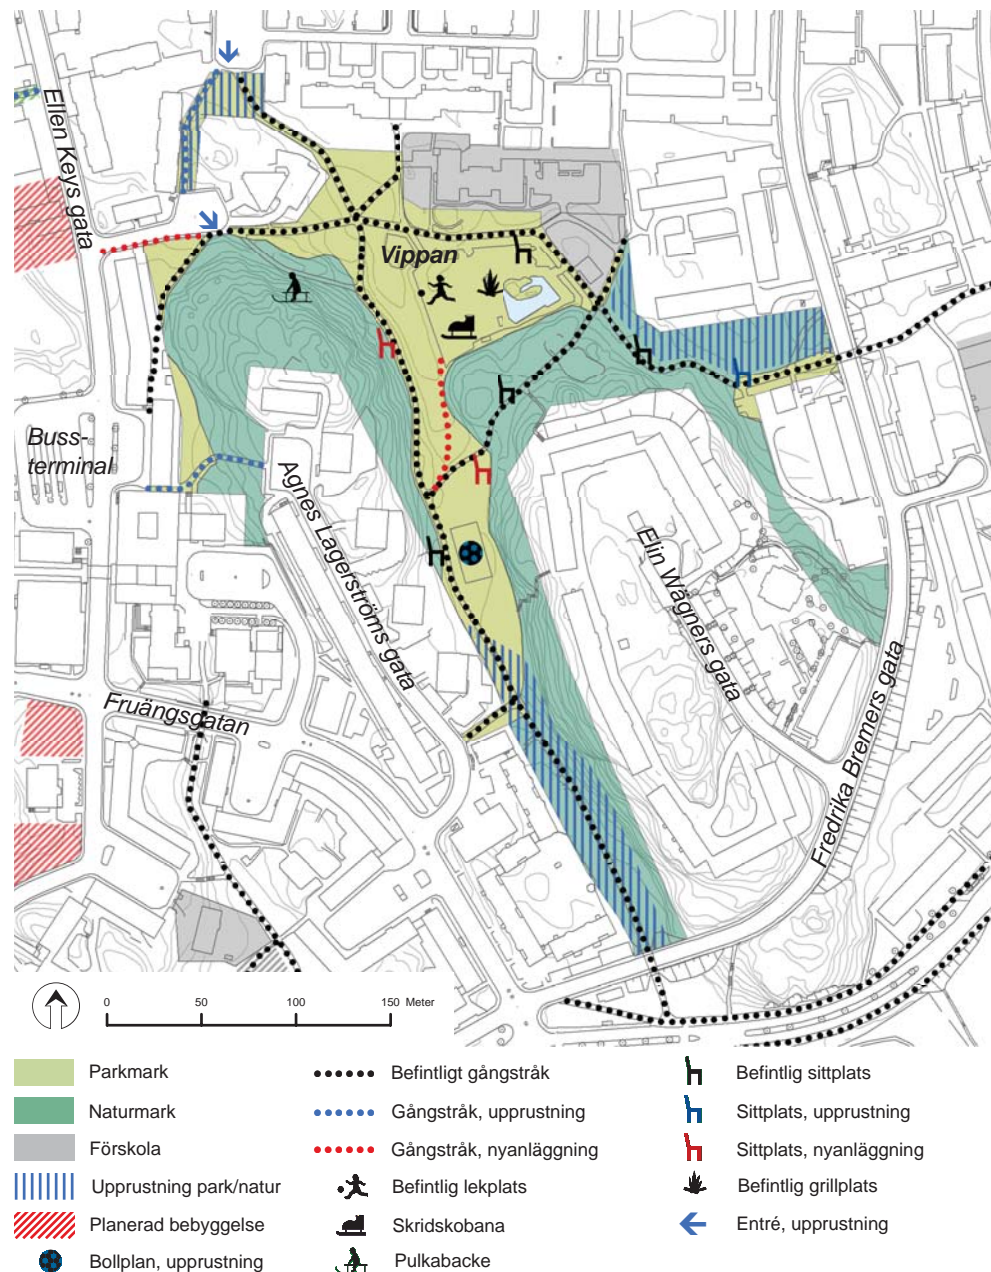 Ellen Keys gata
Vippan
Buss-
terminal
Agnes Lagerströms gata
Elin Wägners gata
Fruängsgatan
Fredrika Bremers gata
0 50 100 150 Meter
Parkmark
Naturmark
Förskola
Upprustning park/natur
Planerad bebyggelse
Bollplan, upprustning
Befintligt gångstråk
Gångstråk, upprustning
Gångstråk, nyanläggning
Befintlig lekplats
Skridskobana
Pulkabacke
Befintlig sittplats
Sittplats, upprustning
Sittplats, nyanläggning
Befintlig grillplats
Entré, upprustning